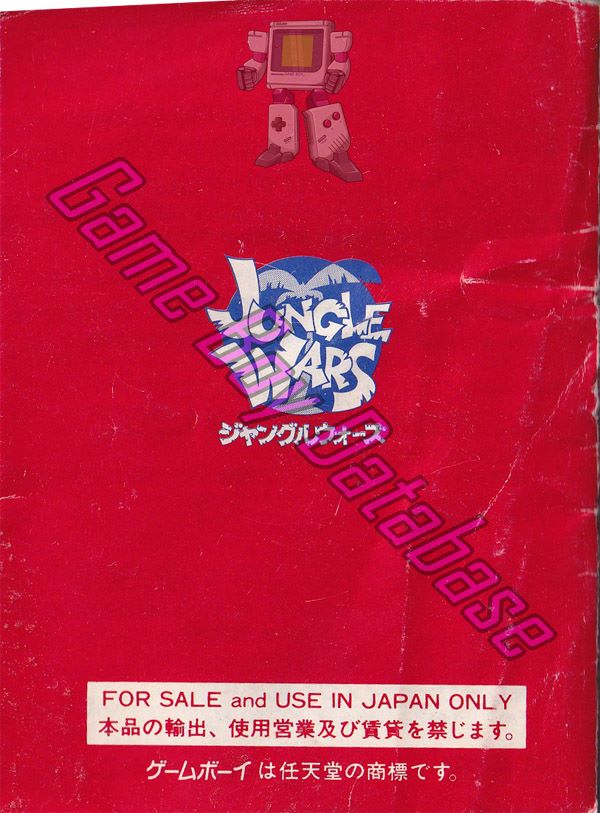 JUNGLE
WARS
ジャングルウォーズ
Game Boy Database
FOR SALE and USE IN JAPAN ONLY
本品の輸出、使用営業及び賃貸を禁じます。
ゲームボーイは任天堂の商標です。